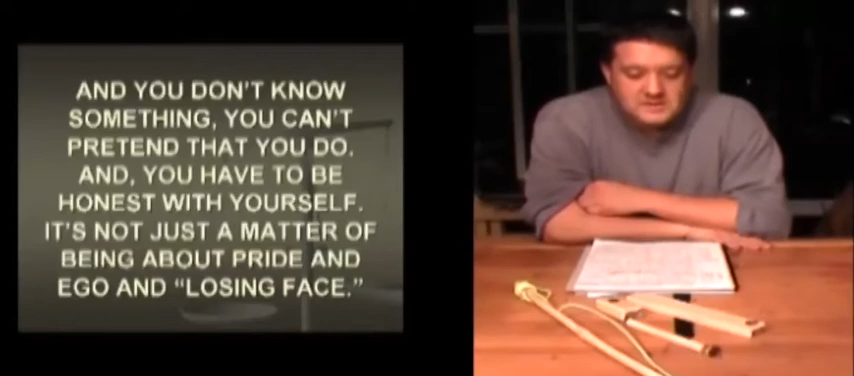 AND YOU DON'T KNOW
SOMETHING, YOU CAN'T
PRETEND THAT YOU DO.
AND, YOU HAVE TO BE
HONEST WITH YOURSELF.
IT'S NOT JUST A MATTER OF
BEING ABOUT PRIDE AND
EGO AND “LOSING FACE.”